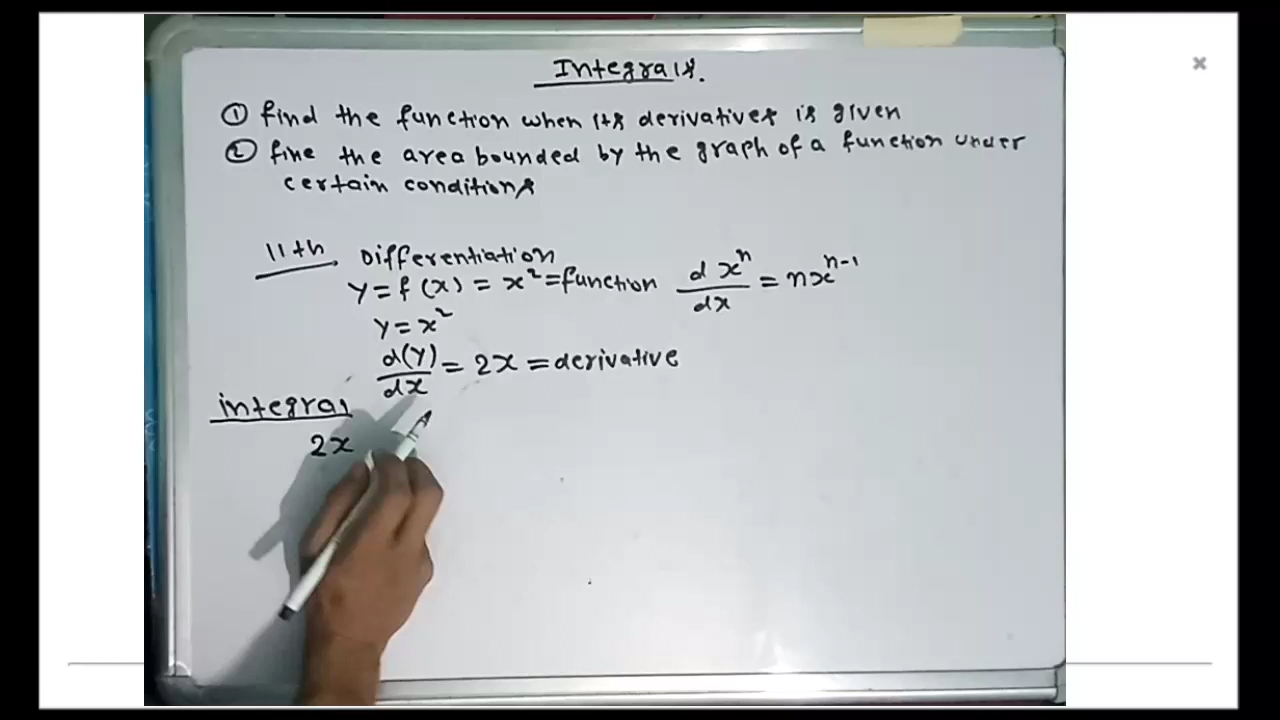 Integrals.
① find the function when its derivatives is given
② fine the area bounded by the graph of a function under
certain conditions
11th Differentiation
y = f(x) = x² = function d xⁿ/dx = nxⁿ⁻¹
y = x²
d(y)/dx = 2x = derivative
integral
2x